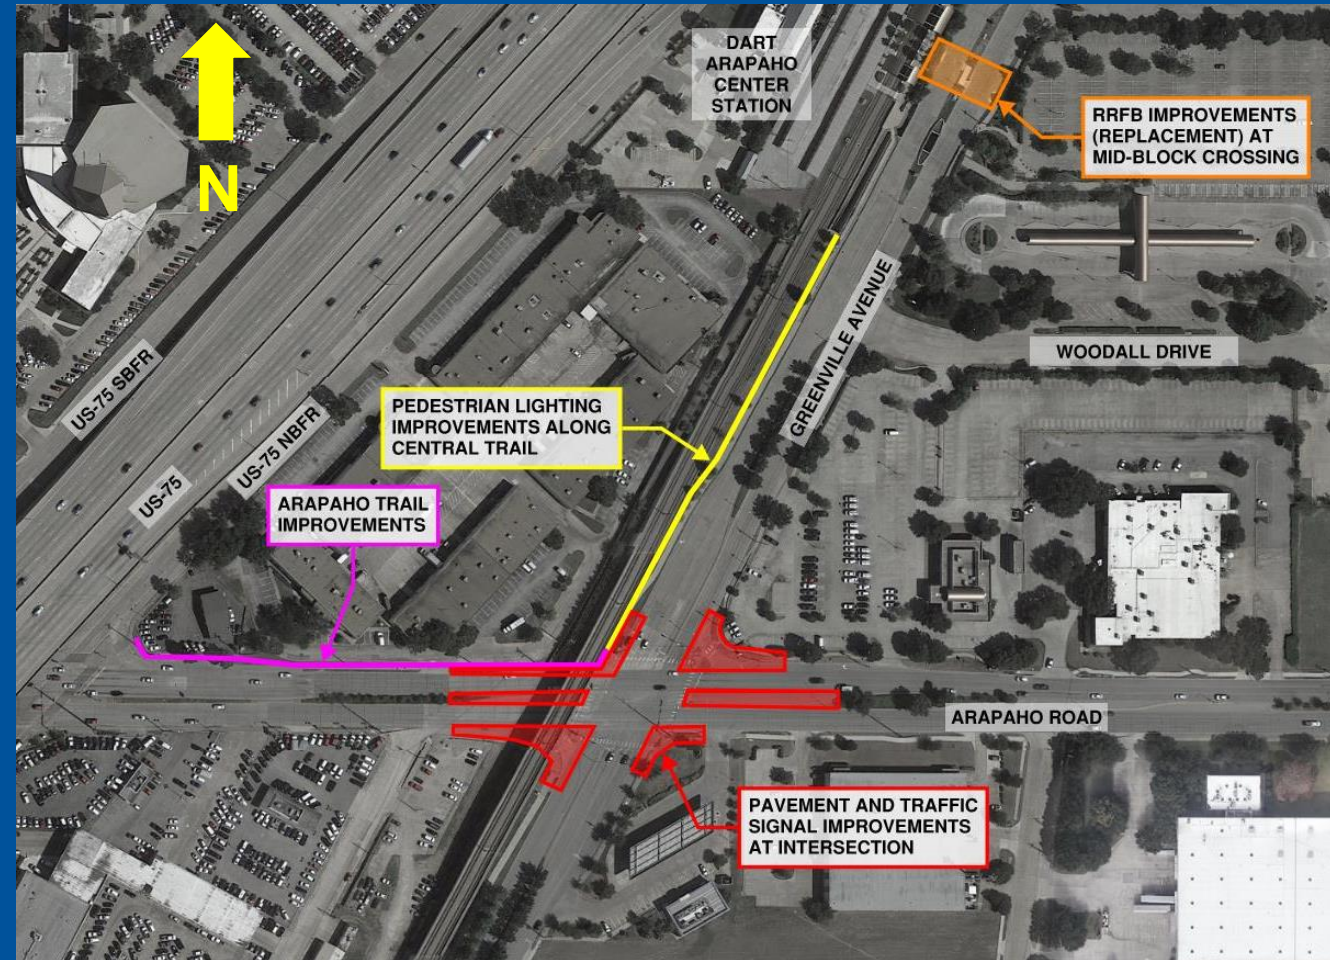 DART
ARAPAHO
CENTER
STATION
RRFB IMPROVEMENTS
(REPLACEMENT) AT
MID-BLOCK CROSSING
N
GREENVILLE AVENUE
WOODALL DRIVE
US-75 SBFR
US-75 NBFR
US-75
PEDESTRIAN LIGHTING
IMPROVEMENTS ALONG
CENTRAL TRAIL
ARAPAHO TRAIL
IMPROVEMENTS
ARAPAHO ROAD
PAVEMENT AND TRAFFIC
SIGNAL IMPROVEMENTS
AT INTERSECTION